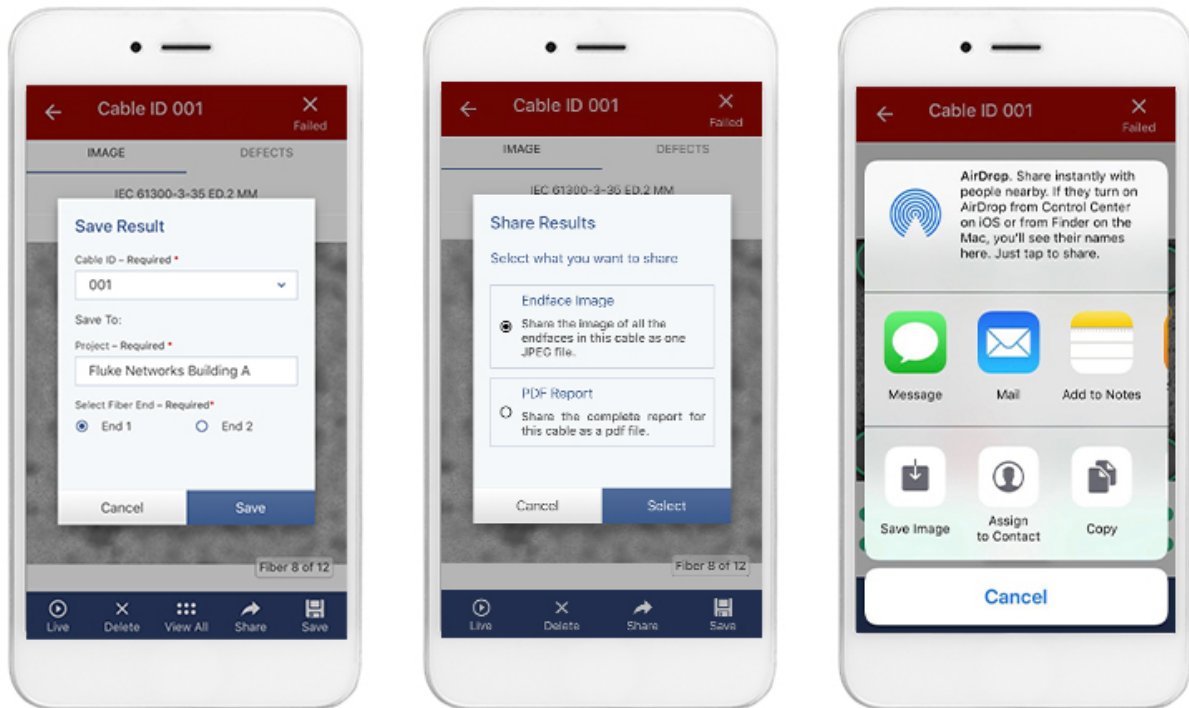 Cable ID 001
Failed
IMAGE
DEFECTS
IEC 61300-3-35 ED.2 MM
Save Result
Cable ID – Required *
001
Save To:
Project – Required *
Fluke Networks Building A
Select Fiber End – Required*
End 1
End 2
Cancel
Save
Fiber 8 of 12
Live
Delete
View All
Share
Save
Cable ID 001
Failed
IMAGE
DEFECTS
IEC 61300-3-35 ED.2 MM
Share Results
Select what you want to share
Endface Image
Share the image of all the
endfaces in this cable as one
JPEG file.
PDF Report
Share the complete report for
this cable as a pdf file.
Cancel
Select
Fiber 8 of 12
Live
Delete
Share
Save
Cable ID 001
Failed
AirDrop. Share instantly with
people nearby. If they turn on
AirDrop from Control Center
on iOS or from Finder on the
Mac, you'll see their names
here. Just tap to share.
Message
Mail
Add to Notes
Save Image
Assign
to Contact
Copy
Cancel